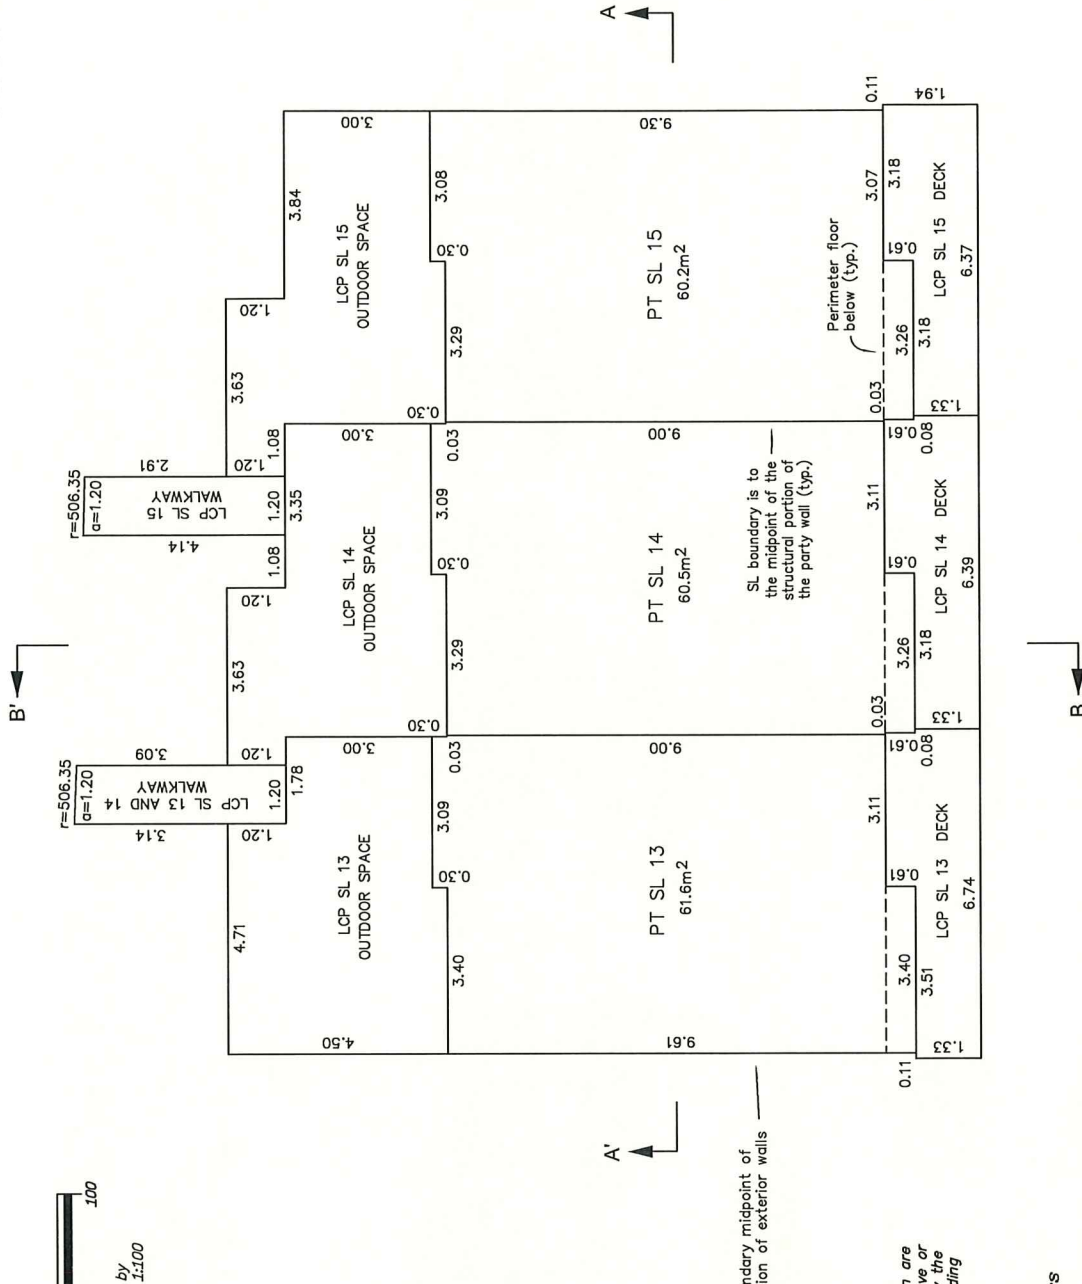 A
A
B'
B
A'
r=506.35
a=1.20
3.14
LCP SL 13 AND 14
WALKWAY
3.09
1.20
1.20
1.20
1.78
4.71
4.50
LCP SL 13
OUTDOOR SPACE
3.00
3.40
0.30
3.09
0.03
0.30
9.61
PT SL 13
61.6m²
9.00
3.40
0.61
3.11
0.03
0.61
0.11
3.51
0.08
1.33
LCP SL 13 DECK
6.74
1.33
r=506.35
a=1.20
4.14
LCP SL 15
WALKWAY
2.91
1.20
1.20
3.63
1.20
1.08
3.35
1.08
LCP SL 14
OUTDOOR SPACE
3.00
3.29
0.30
3.09
0.03
0.30
PT SL 14
60.5m²
9.00
SL boundary is to
the midpoint of the
structural portion of
the party wall (typ.)
3.26
0.61
3.11
0.03
0.61
3.18
0.08
LCP SL 14 DECK
6.39
1.33
3.63
1.20
3.84
LCP SL 15
OUTDOOR SPACE
3.00
3.29
0.30
3.08
PT SL 15
60.2m²
9.30
Perimeter floor
below (typ.)
3.26
0.61
3.07
0.11
3.18
3.18
LCP SL 15 DECK
1.94
6.37
100
by
1:100
ndary midpoint of
ion of exterior walls
are
ve or
the
ding